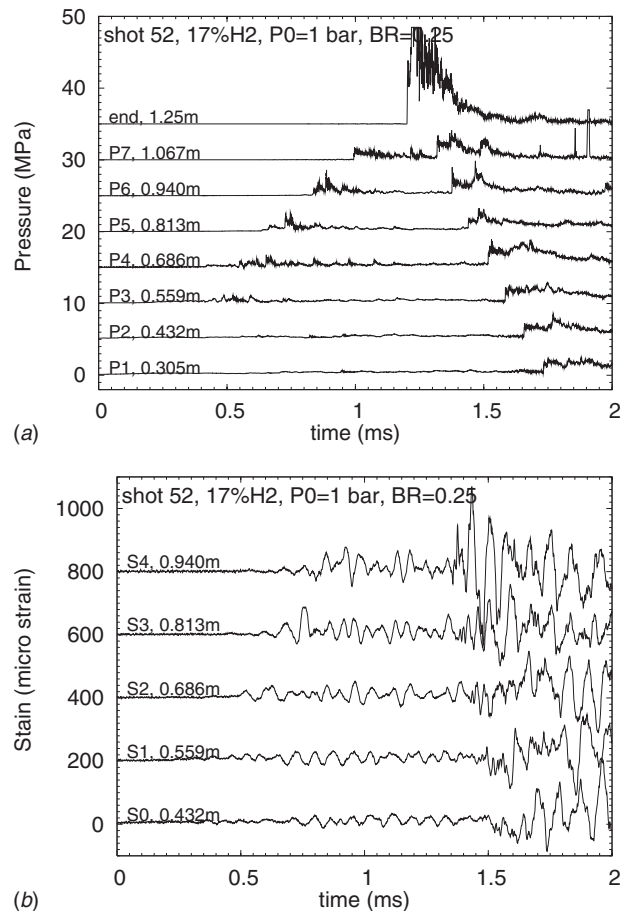 shot 52, 17%H2, P0=1 bar, BR=0.25
50
40
30
20
10
0
Pressure (MPa)
end, 1.25m
P7, 1.067m
P6, 0.940m
P5, 0.813m
P4, 0.686m
P3, 0.559m
P2, 0.432m
P1, 0.305m
0 0.5 1 1.5 2
(a) time (ms)
shot 52, 17%H2, P0=1 bar, BR=0.25
1000
800
600
400
200
0
Stain (micro strain)
S4, 0.940m
S3, 0.813m
S2, 0.686m
S1, 0.559m
S0, 0.432m
0 0.5 1 1.5 2
(b) time (ms)